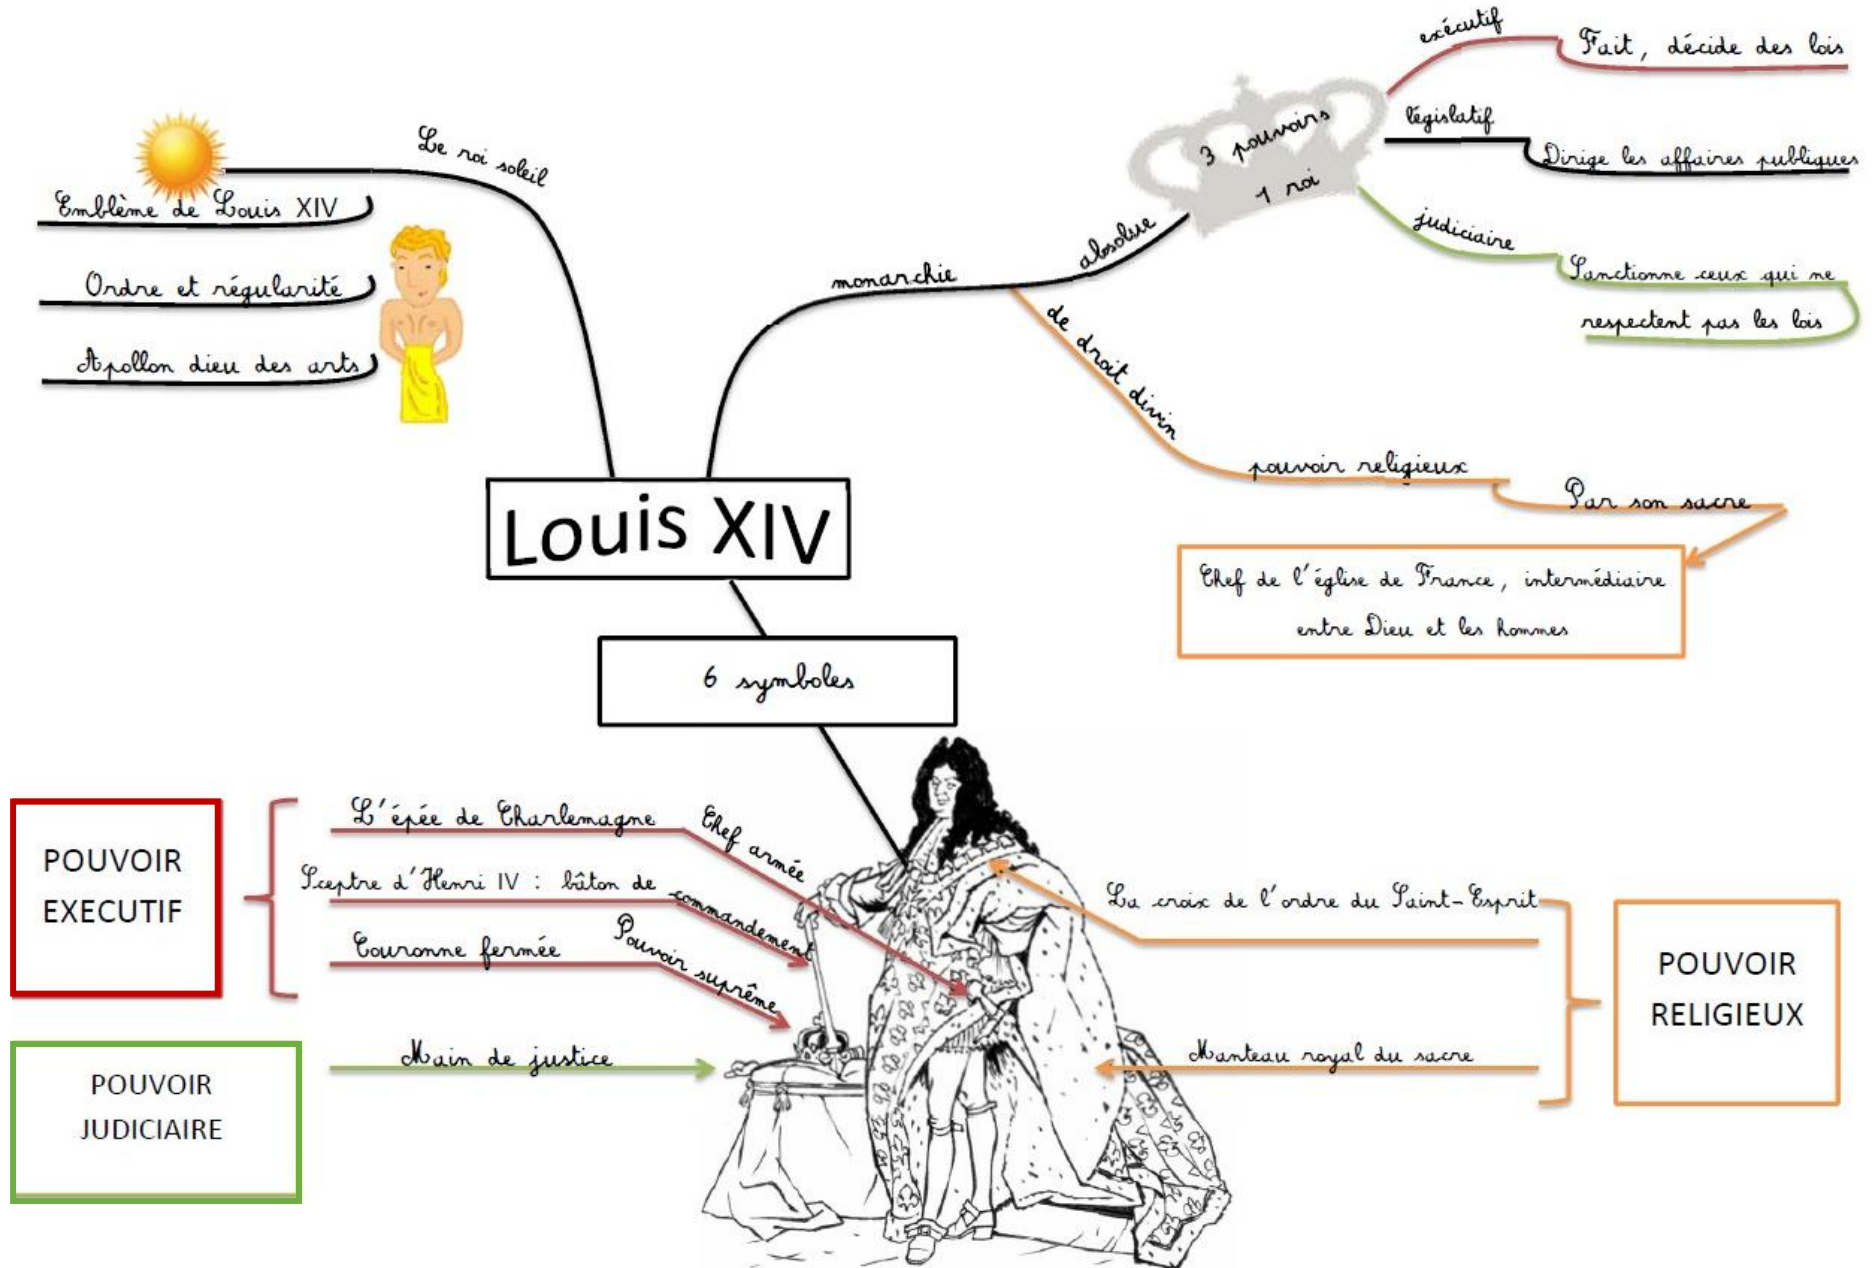 Le roi soleil
Emblème de Louis XIV
Ordre et régularité
Apollon dieu des arts
monarchie
absolue
3 pouvoirs
1 roi
exécutif
Fait, décide des lois
législatif
Dirige les affaires publiques
judiciaire
Sanctionne ceux qui ne
respectent pas les lois
de droit divin
pouvoir religieux
Par son sacre
Chef de l'église de France, intermédiaire
entre Dieu et les hommes
Louis XIV
6 symboles
POUVOIR
EXECUTIF
L'épée de Charlemagne
Chef armée
Sceptre d'Henri IV : bâton de
commandement
Couronne fermée
Pouvoir suprême
POUVOIR
JUDICIAIRE
Main de justice
La croix de l'ordre du Saint-Esprit
Manteau royal du sacre
POUVOIR
RELIGIEUX